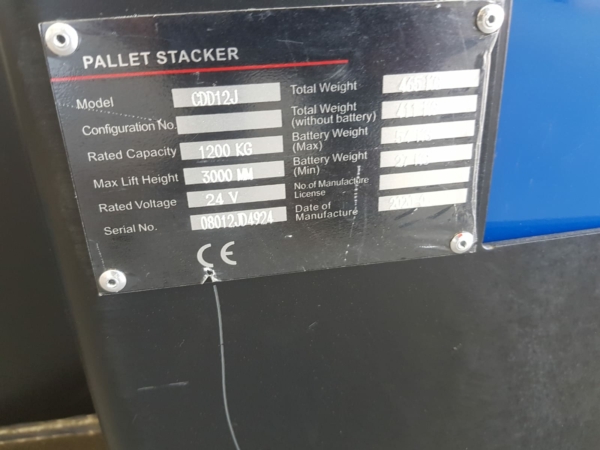 PALLET STACKER
Model CDD12J
Configuration No.
Rated Capacity 1200 KG
Max Lift Height 3000 MM
Rated Voltage 24 V
Serial No. 08012JD4924
CE
Total Weight
Total Weight
(without battery)
Battery Weight
(Max)
Battery Weight
(Min)
No.of Manufacture
License
Date of
Manufacture